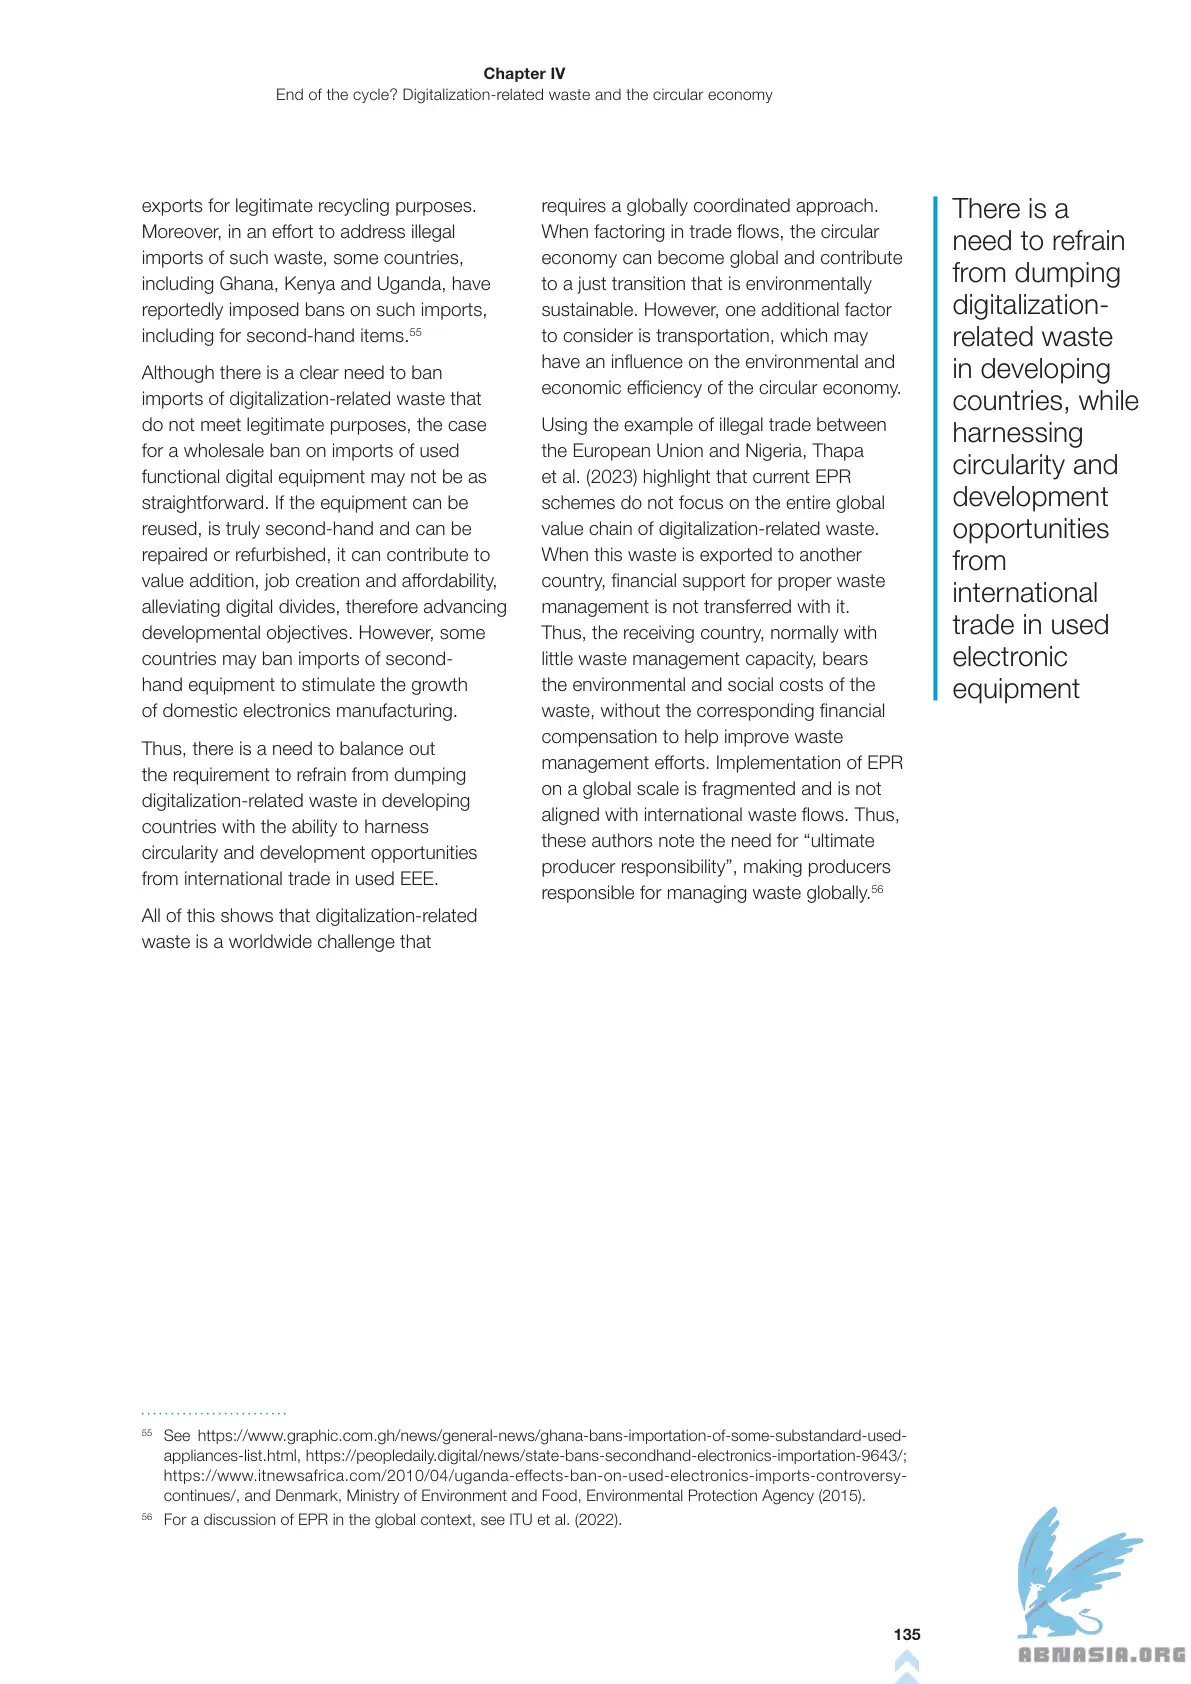 Chapter IV
End of the cycle? Digitalization-related waste and the circular economy
exports for legitimate recycling purposes.
Moreover, in an effort to address illegal
imports of such waste, some countries,
including Ghana, Kenya and Uganda, have
reportedly imposed bans on such imports,
including for second-hand items.55
Although there is a clear need to ban
imports of digitalization-related waste that
do not meet legitimate purposes, the case
for a wholesale ban on imports of used
functional digital equipment may not be as
straightforward. If the equipment can be
reused, is truly second-hand and can be
repaired or refurbished, it can contribute to
value addition, job creation and affordability,
alleviating digital divides, therefore advancing
developmental objectives. However, some
countries may ban imports of second-
hand equipment to stimulate the growth
of domestic electronics manufacturing.
Thus, there is a need to balance out
the requirement to refrain from dumping
digitalization-related waste in developing
countries with the ability to harness
circularity and development opportunities
from international trade in used EEE.
All of this shows that digitalization-related
waste is a worldwide challenge that
requires a globally coordinated approach.
When factoring in trade flows, the circular
economy can become global and contribute
to a just transition that is environmentally
sustainable. However, one additional factor
to consider is transportation, which may
have an influence on the environmental and
economic efficiency of the circular economy.
Using the example of illegal trade between
the European Union and Nigeria, Thapa
et al. (2023) highlight that current EPR
schemes do not focus on the entire global
value chain of digitalization-related waste.
When this waste is exported to another
country, financial support for proper waste
management is not transferred with it.
Thus, the receiving country, normally with
little waste management capacity, bears
the environmental and social costs of the
waste, without the corresponding financial
compensation to help improve waste
management efforts. Implementation of EPR
on a global scale is fragmented and is not
aligned with international waste flows. Thus,
these authors note the need for “ultimate
producer responsibility”, making producers
responsible for managing waste globally.56
There is a
need to refrain
from dumping
digitalization-
related waste
in developing
countries, while
harnessing
circularity and
development
opportunities
from
international
trade in used
electronic
equipment
55 See https://www.graphic.com.gh/news/general-news/ghana-bans-importation-of-some-substandard-used-
appliances-list.html, https://peopledaily.digital/news/state-bans-secondhand-electronics-importation-9643/;
https://www.itnewsafrica.com/2010/04/uganda-effects-ban-on-used-electronics-imports-controversy-
continues/, and Denmark, Ministry of Environment and Food, Environmental Protection Agency (2015).
56 For a discussion of EPR in the global context, see ITU et al. (2022).
135
ABNASIA.ORG